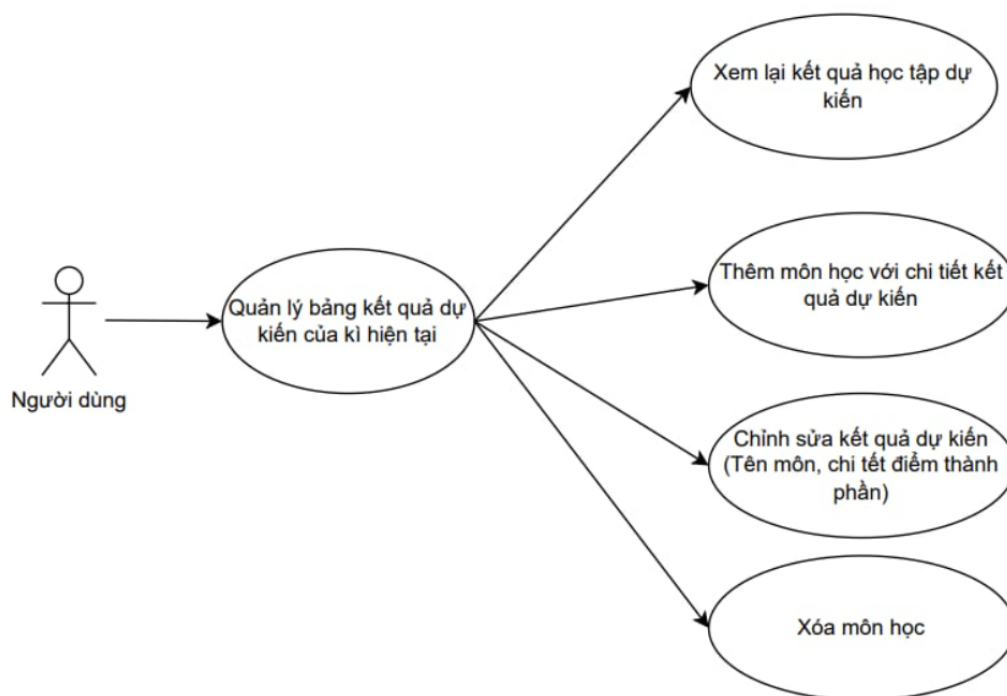 Xem lại kết quả học tập dự
kiến
Thêm môn học với chi tiết kết
quả dự kiến
Quản lý bảng kết quả dự
kiến của kì hiện tại
Người dùng
Chỉnh sửa kết quả dự kiến
(Tên môn, chi tết điểm thành
phần)
Xóa môn học